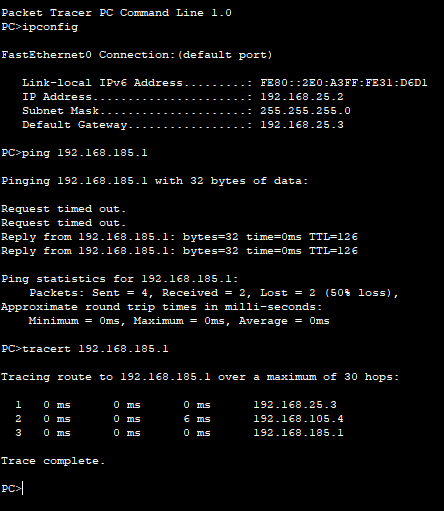 Packet Tracer PC Command Line 1.0
PC>ipconfig
FastEthernet0 Connection:(default port)
Link-local IPv6 Address.........: FE80::2E0:A3FF:FE31:D6D1
IP Address......................: 192.168.25.2
Subnet Mask.....................: 255.255.255.0
Default Gateway.................: 192.168.25.3
PC>ping 192.168.185.1
Pinging 192.168.185.1 with 32 bytes of data:
Request timed out.
Request timed out.
Reply from 192.168.185.1: bytes=32 time=0ms TTL=126
Reply from 192.168.185.1: bytes=32 time=0ms TTL=126
Ping statistics for 192.168.185.1:
Packets: Sent = 4, Received = 2, Lost = 2 (50% loss),
Approximate round trip times in milli-seconds:
Minimum = 0ms, Maximum = 0ms, Average = 0ms
PC>tracert 192.168.185.1
Tracing route to 192.168.185.1 over a maximum of 30 hops:
1 0 ms 0 ms 0 ms 192.168.25.3
2 0 ms 0 ms 6 ms 192.168.105.4
3 0 ms 0 ms 0 ms 192.168.185.1
Trace complete.
PC>